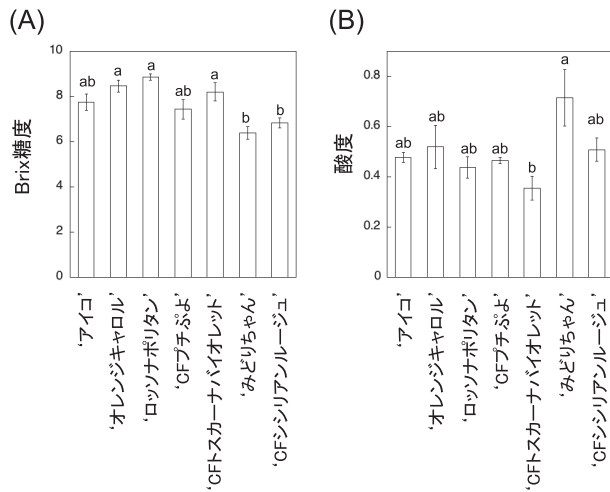 (A)
Brix糖度
10
8
6
4
2
0
ab
a
a
ab
a
b
b
‘アイコ’
‘オレンジキャロル’
‘ロッソナポリタン’
‘CFプチぷよ’
‘CFトスカーナバイオレット’
‘みどりちゃん’
‘CFシシリアンルージュ’
(B)
酸度
0.8
0.6
0.4
0.2
0
ab
ab
ab
ab
b
a
ab
‘アイコ’
‘オレンジキャロル’
‘ロッソナポリタン’
‘CFプチぷよ’
‘CFトスカーナバイオレット’
‘みどりちゃん’
‘CFシシリアンルージュ’